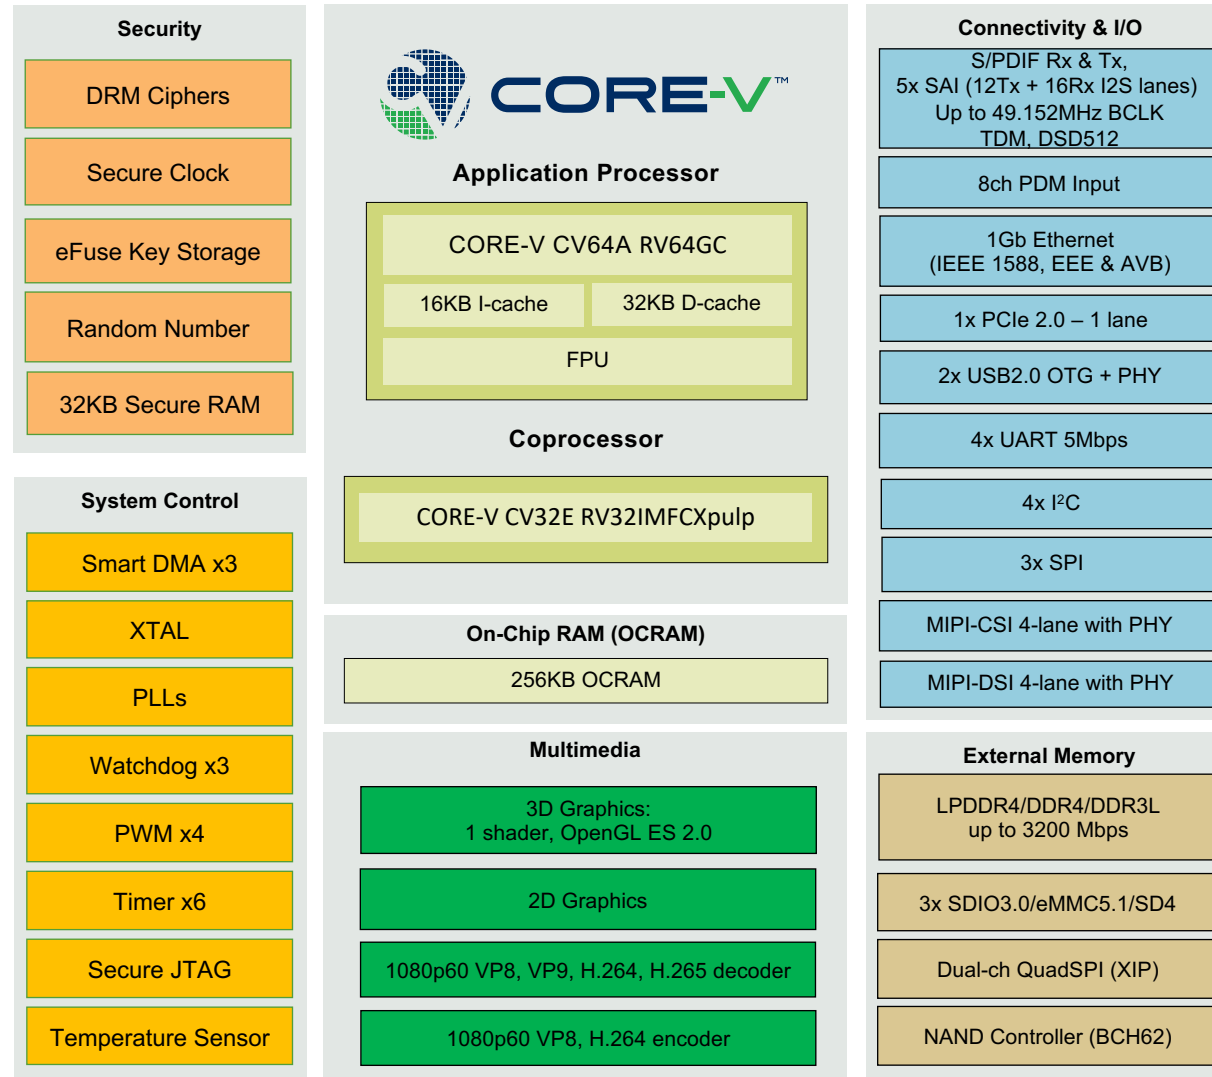 Security
DRM Ciphers
Secure Clock
eFuse Key Storage
Random Number
32KB Secure RAM
System Control
Smart DMA x3
XTAL
PLLs
Watchdog x3
PWM x4
Timer x6
Secure JTAG
Temperature Sensor
CV CORE-V™
Application Processor
CORE-V CV64A RV64GC
16KB I-cache
32KB D-cache
FPU
Coprocessor
CORE-V CV32E RV32IMFCXpulp
On-Chip RAM (OCRAM)
256KB OCRAM
Multimedia
3D Graphics:
1 shader, OpenGL ES 2.0
2D Graphics
1080p60 VP8, VP9, H.264, H.265 decoder
1080p60 VP8, H.264 encoder
Connectivity & I/O
S/PDIF Rx & Tx,
5x SAI (12Tx + 16Rx I2S lanes)
Up to 49.152MHz BCLK
TDM, DSD512
8ch PDM Input
1Gb Ethernet
(IEEE 1588, EEE & AVB)
1x PCIe 2.0 – 1 lane
2x USB2.0 OTG + PHY
4x UART 5Mbps
4x I²C
3x SPI
MIPI-CSI 4-lane with PHY
MIPI-DSI 4-lane with PHY
External Memory
LPDDR4/DDR4/DDR3L
up to 3200 Mbps
3x SDIO3.0/eMMC5.1/SD4
Dual-ch QuadSPI (XIP)
NAND Controller (BCH62)